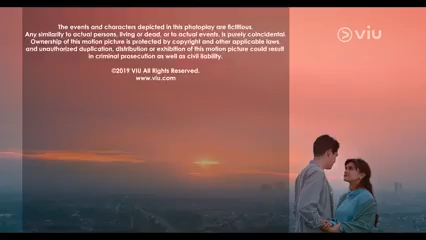 The events and characters depicted in this photoplay are fictitious.
Any similarity to actual persons, living or dead, or to actual events, is purely coincidental.
Ownership of this motion picture is protected by copyright and other applicable laws,
and unauthorized duplication, distribution or exhibition of this motion picture could result
in criminal prosecution as well as civil liability.
©2019 VIU All Rights Reserved.
www.viu.com
viu